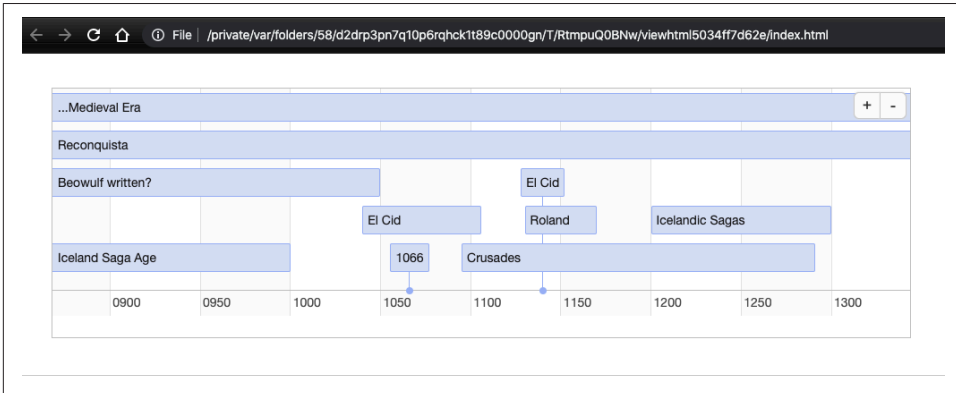 File | /private/var/folders/58/d2drp3pn7q10p6rqhck1t89c0000gn/T/RtmpuQ0BNw/viewhtml5034ff7d62e/index.html
...Medieval Era + -
Reconquista
Beowulf written? El Cid
El Cid Roland Icelandic Sagas
Iceland Saga Age 1066 Crusades
0900 0950 1000 1050 1100 1150 1200 1250 1300